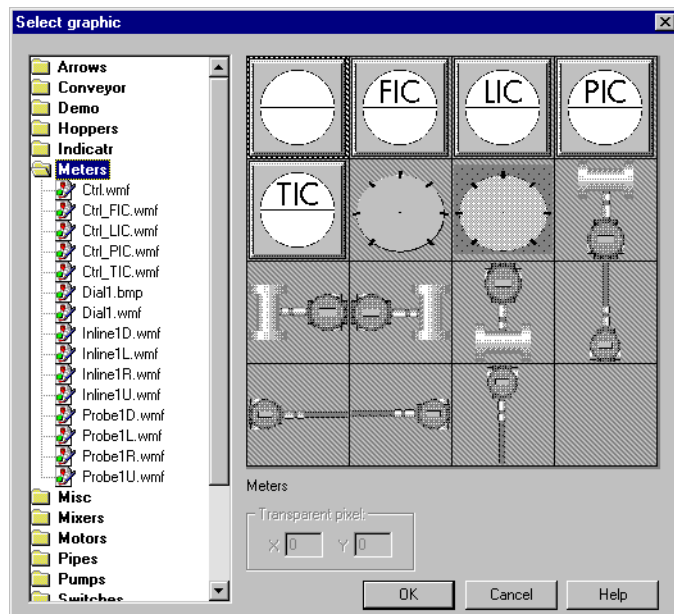 Select graphic
Arrows
Conveyor
Demo
Hoppers
Indicatr
Meters
Ctrl.wmf
Ctrl_FIC.wmf
Ctrl_LIC.wmf
Ctrl_PIC.wmf
Ctrl_TIC.wmf
Dial1.bmp
Dial1.wmf
Inline1D.wmf
Inline1L.wmf
Inline1R.wmf
Inline1U.wmf
Probe1D.wmf
Probe1L.wmf
Probe1R.wmf
Probe1U.wmf
Misc
Mixers
Motors
Pipes
Pumps
Switches
FIC
LIC
PIC
TIC
Meters
Transparent pixel:
X 0 Y 0
OK Cancel Help